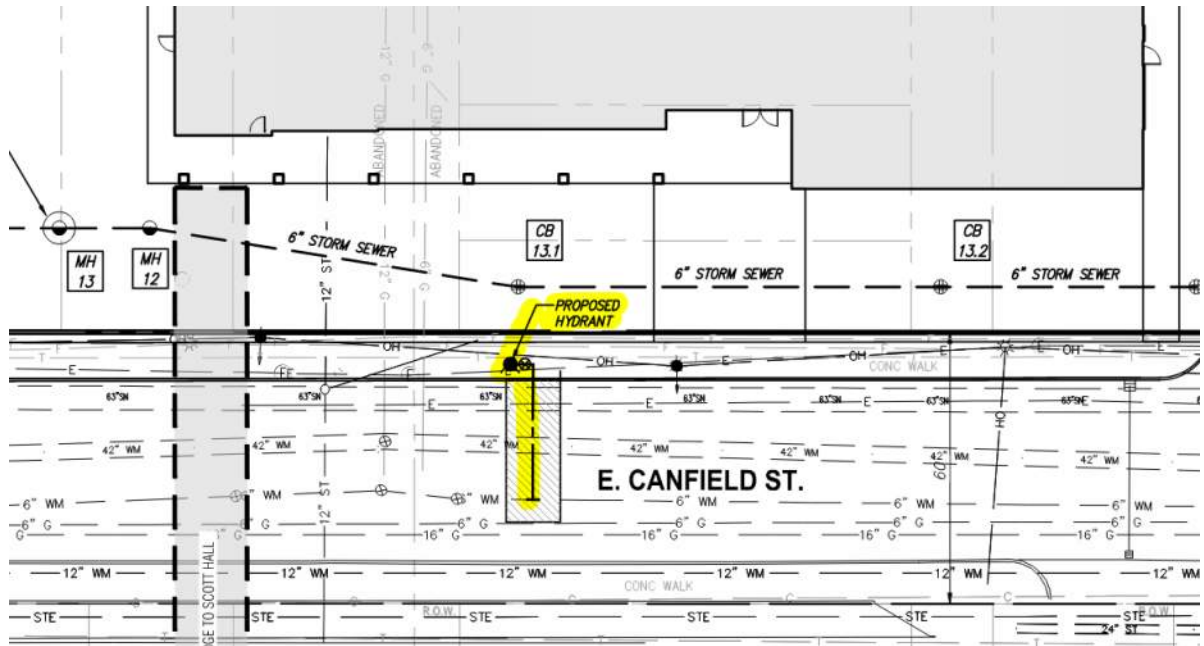 12" G
6" G
ABANDONED
ABANDONED
CB
13.1
CB
13.2
MH
13
MH
12
6" STORM SEWER
6" STORM SEWER
6" STORM SEWER
12" ST
12" G
6" G
PROPOSED
HYDRANT
OH OH E OH E OH E
T T T
E FE F CONC WALK
63"SN 63"SN 63"SN 63"SN 63"SN 63"SN 63"SN
E E E E
OH
42" WM 42" WM 42" WM 42" WM 42" WM 42" WM 42" WM
60'
E. CANFIELD ST.
12" ST
6" WM 6" WM 6" WM 6" WM 6" WM 6" WM
6" G 6" G 6" G 6" G 6" G
G 16" G 16" G 16" G 16" G
12" WM 12" WM 12" WM 12" WM 12" WM 12" WM
CONC WALK
GE TO SCOTT HALL
R.O.W. C C R.O.W.
STE STE STE STE STE STE
24" ST
T T T